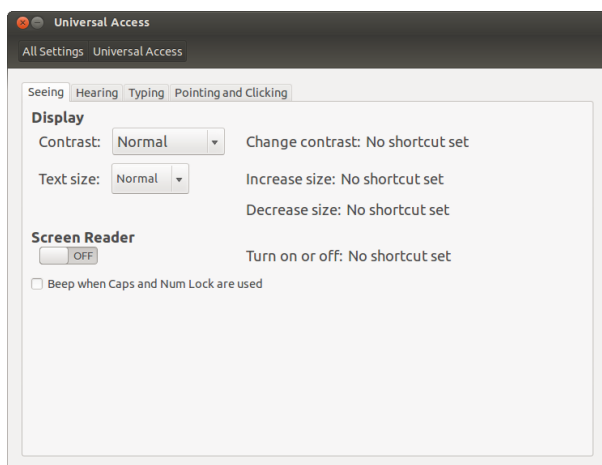 Universal Access
All Settings Universal Access
Seeing Hearing Typing Pointing and Clicking
Display
Contrast: Normal Change contrast: No shortcut set
Text size: Normal Increase size: No shortcut set
Decrease size: No shortcut set
Screen Reader
OFF Turn on or off: No shortcut set
Beep when Caps and Num Lock are used